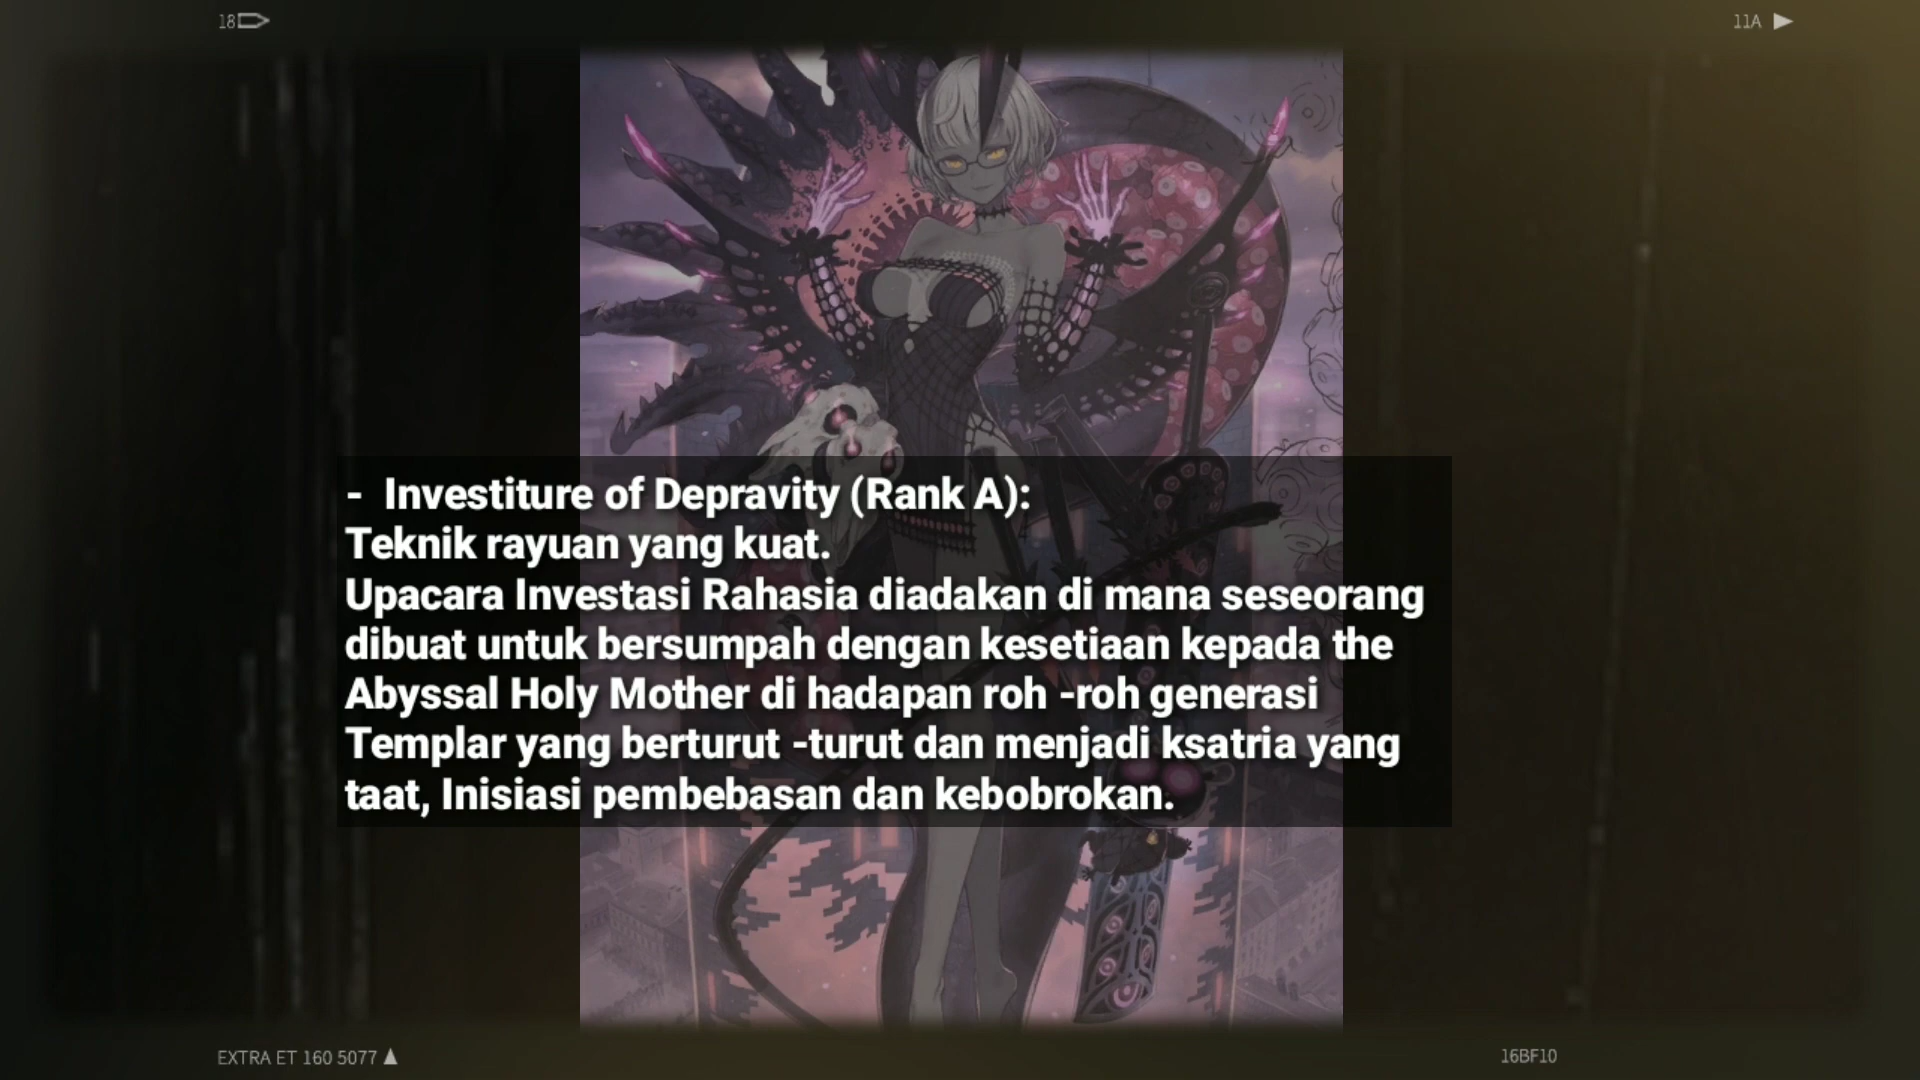 18
11A
- Investiture of Depravity (Rank A):
Teknik rayuan yang kuat.
Upacara Investasi Rahasia diadakan di mana seseorang
dibuat untuk bersumpah dengan kesetiaan kepada the
Abyssal Holy Mother di hadapan roh -roh generasi
Templar yang berturut -turut dan menjadi ksatria yang
taat, Inisiasi pembebasan dan kebobrokan.
EXTRA ET 160 5077
16BF10